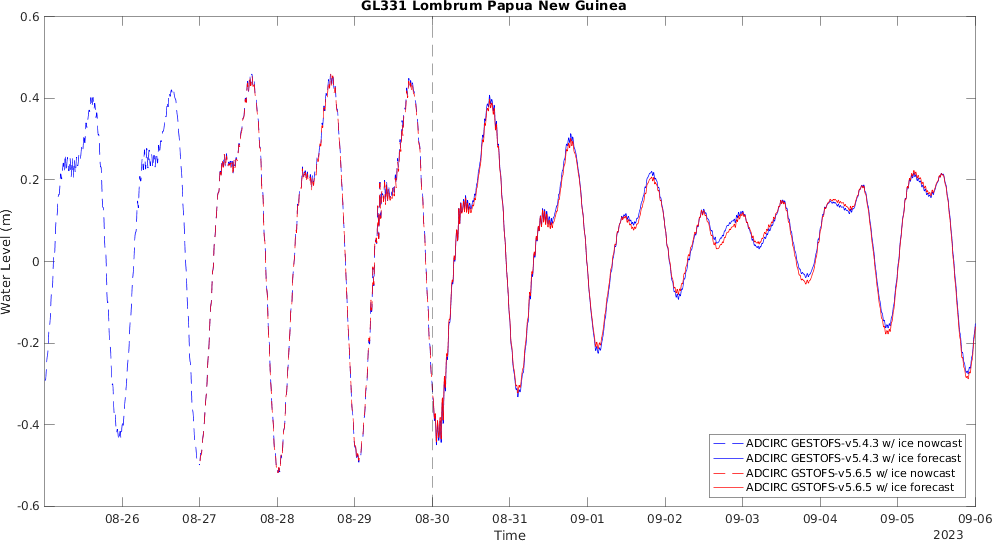 GL331 Lombrum Papua New Guinea
0.6
0.4
0.2
0
-0.2
-0.4
-0.6
Water Level (m)
08-26
08-27
08-28
08-29
08-30
08-31
09-01
09-02
09-03
09-04
09-05
09-06
Time
2023
ADCIRC GESTOFS-v5.4.3 w/ ice nowcast
ADCIRC GESTOFS-v5.4.3 w/ ice forecast
ADCIRC GSTOFS-v5.6.5 w/ ice nowcast
ADCIRC GSTOFS-v5.6.5 w/ ice forecast